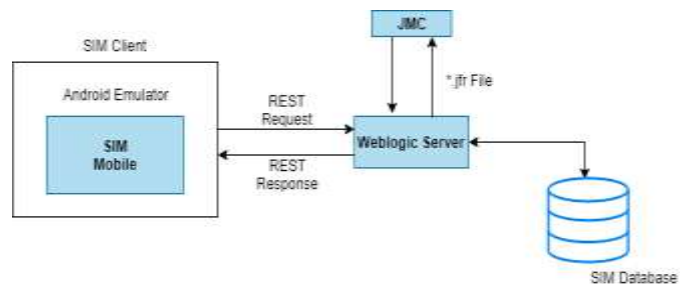 JMC
SIM Client
*.jfr File
Android Emulator
REST
Request
SIM
Mobile
Weblogic Server
REST
Response
SIM Database